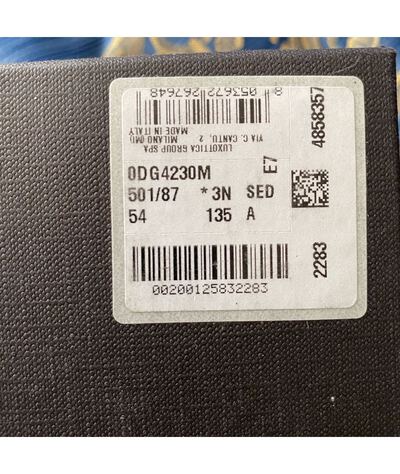 8 053672 267648
LUXOTTICA GROUP SPA
VIA C. CANTU, 2 MILANO (MI)
MADE IN ITALY
0DG4230M
E7
501/87 *3N SED
54 135 A
4858357
2283
00200125832283